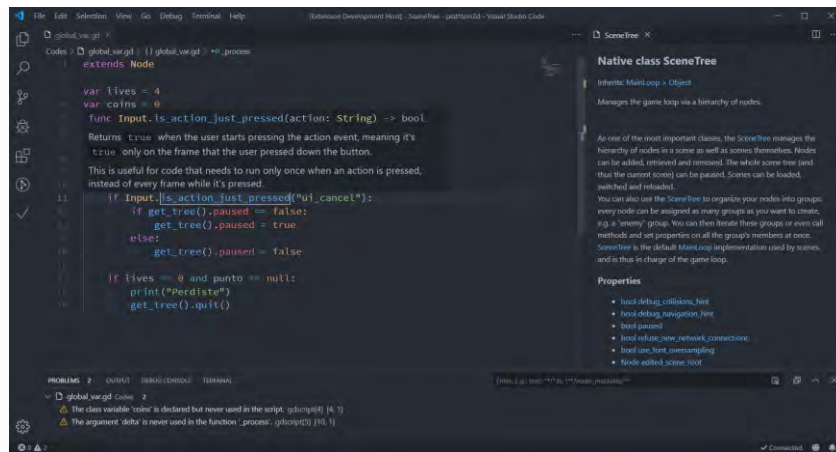 File Edit Selection View Go Debug Terminal Help
[Extension Development Host] - SceneTree - platform2d - Visual Studio Code
global_var.gd
Codes > global_var.gd > {} global_var.gd > _process
1 extends Node
var lives = 4
var coins = 0
func Input.is_action_just_pressed(action: String) -> bool
Returns true when the user starts pressing the action event, meaning it's
true only on the frame that the user pressed down the button.
This is useful for code that needs to run only once when an action is pressed,
instead of every frame while it's pressed.
11 if Input.is_action_just_pressed("ui_cancel"):
if get_tree().paused == false:
get_tree().paused = true
else:
get_tree().paused = false
if lives == 0 and punto == null:
print("Perdiste")
get_tree().quit()
SceneTree
Native class SceneTree
Inherits: MainLoop > Object
Manages the game loop via a hierarchy of nodes.
As one of the most important classes, the SceneTree manages the
hierarchy of nodes in a scene as well as scenes themselves. Nodes
can be added, retrieved and removed. The whole scene tree (and
thus the current scene) can be paused. Scenes can be loaded,
switched and reloaded.
You can also use the SceneTree to organize your nodes into groups:
every node can be assigned as many groups as you want to create,
e.g. a "enemy" group. You can then iterate these groups or even call
methods and set properties on all the group's members at once.
SceneTree is the default MainLoop implementation used by scenes,
and is thus in charge of the game loop.
Properties
• bool debug_collisions_hint
• bool debug_navigation_hint
• bool paused
• bool refuse_new_network_connections
• bool use_font_oversampling
• Node edited_scene_root
PROBLEMS 2 OUTPUT DEBUG CONSOLE TERMINAL
global_var.gd Codes 2
The class variable 'coins' is declared but never used in the script. gdscript(4) [4, 1]
The argument 'delta' is never used in the function '_process'. gdscript(5) [10, 1]
0 2
Connected